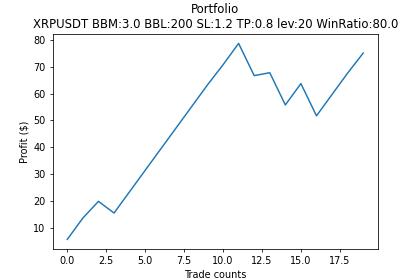 Portfolio
XRPUSDT BBM:3.0 BBL:200 SL:1.2 TP:0.8 lev:20 WinRatio:80.0
80
70
60
50
40
30
20
10
Profit ($)
0.0 2.5 5.0 7.5 10.0 12.5 15.0 17.5
Trade counts